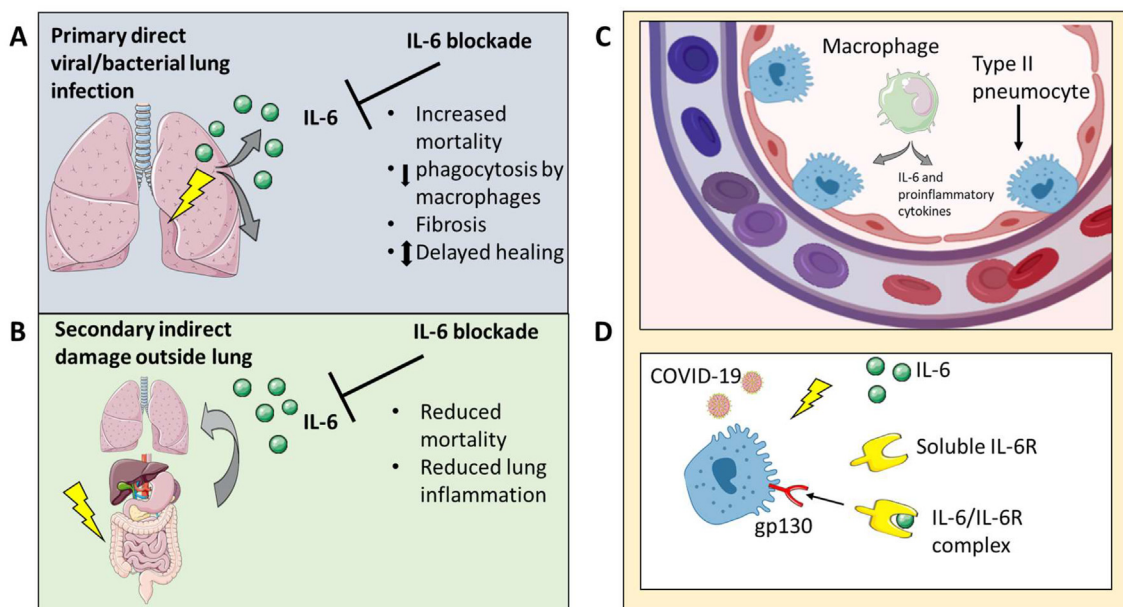 A
Primary direct
viral/bacterial lung
infection
IL-6 blockade
IL-6
• Increased
mortality
• phagocytosis by
macrophages
• Fibrosis
• Delayed healing
B
Secondary indirect
damage outside lung
IL-6 blockade
IL-6
• Reduced
mortality
• Reduced lung
inflammation
C
Macrophage
Type II
pneumocyte
IL-6 and
proinflammatory
cytokines
D
COVID-19
IL-6
Soluble IL-6R
gp130
IL-6/IL-6R
complex